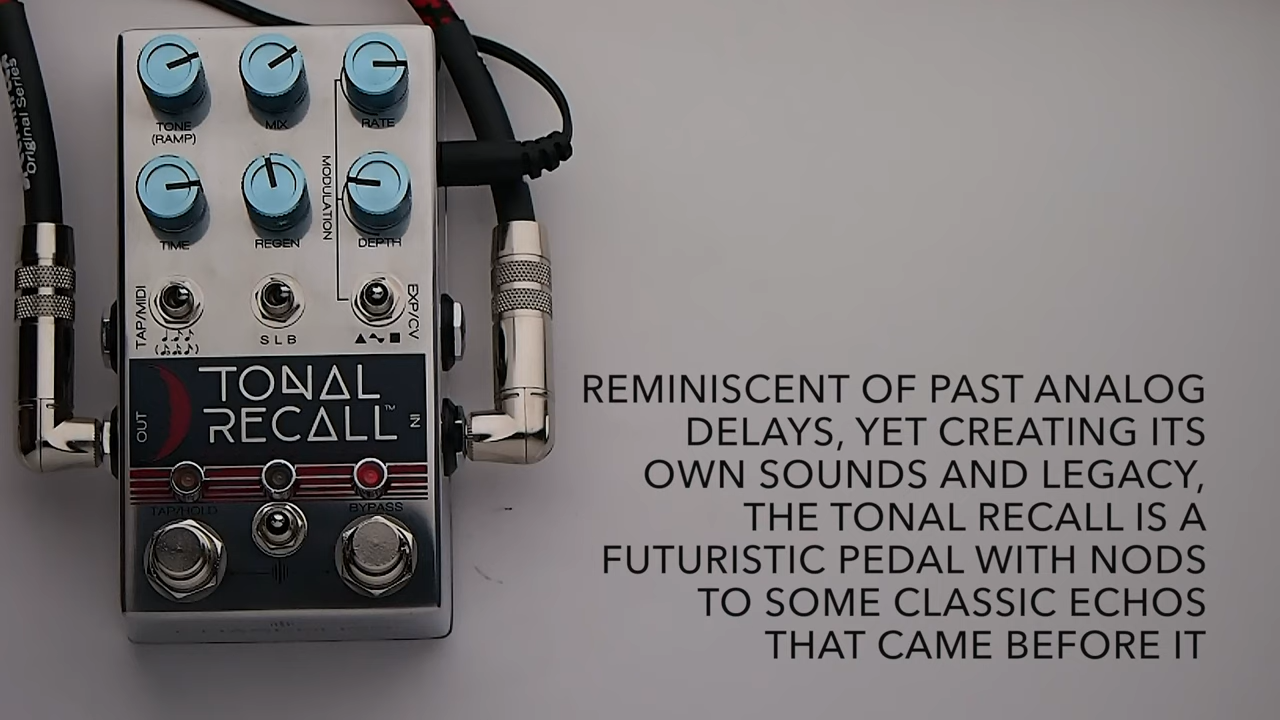 Original Series
TONE
(RAMP)
MIX
RATE
MODULATION
TIME
REGEN
DEPTH
TAP/MIDI
S L B
EXP/CV
OUT
TONAL
RECALL™
IN
TAP/HOLD
BYPASS
REMINISCENT OF PAST ANALOG
DELAYS, YET CREATING ITS
OWN SOUNDS AND LEGACY,
THE TONAL RECALL IS A
FUTURISTIC PEDAL WITH NODS
TO SOME CLASSIC ECHOS
THAT CAME BEFORE IT